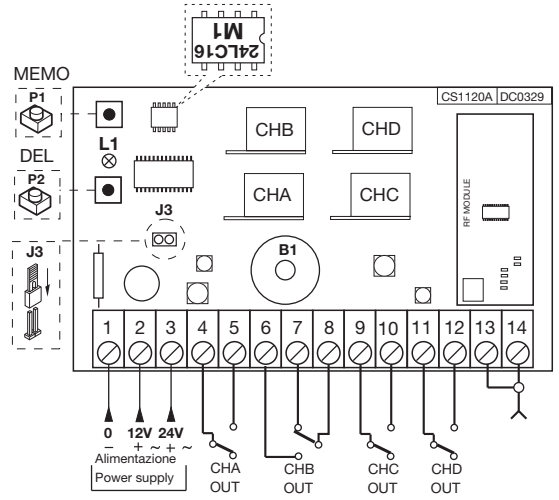 24LC16
M1
MEMO
P1
CS1120A DC0329
L1
CHB CHD
DEL
P2
CHA CHC
RF MODULE
J3
J3
B1
1 2 3 4 5 6 7 8 9 10 11 12 13 14
0 12V 24V
– + ~ + ~
Alimentazione
Power supply
CHA OUT
CHB OUT
CHC OUT
CHD OUT